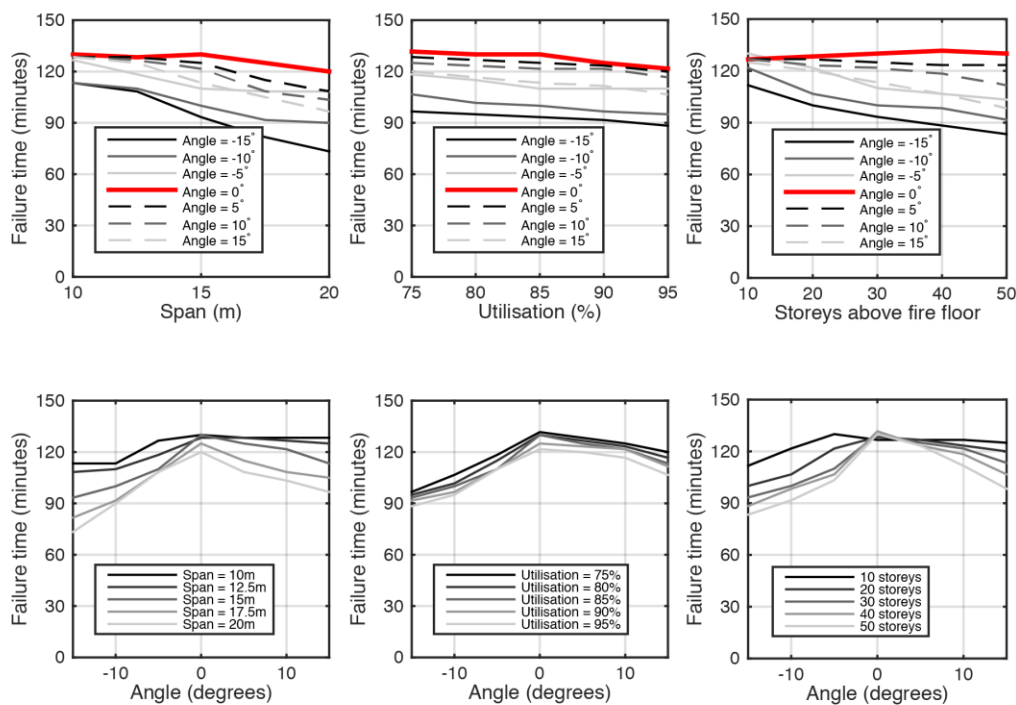 150
120
90
60
30
0
Failure time (minutes)
Angle = -15°
Angle = -10°
Angle = -5°
Angle = 0°
Angle = 5°
Angle = 10°
Angle = 15°
10 15 20
Span (m)
150
120
90
60
30
0
Failure time (minutes)
Angle = -15°
Angle = -10°
Angle = -5°
Angle = 0°
Angle = 5°
Angle = 10°
Angle = 15°
75 80 85 90 95
Utilisation (%)
150
120
90
60
30
0
Failure time (minutes)
Angle = -15°
Angle = -10°
Angle = -5°
Angle = 0°
Angle = 5°
Angle = 10°
Angle = 15°
10 20 30 40 50
Storeys above fire floor
150
120
90
60
30
0
Failure time (minutes)
Span = 10m
Span = 12.5m
Span = 15m
Span = 17.5m
Span = 20m
-10 0 10
Angle (degrees)
150
120
90
60
30
0
Failure time (minutes)
Utilisation = 75%
Utilisation = 80%
Utilisation = 85%
Utilisation = 90%
Utilisation = 95%
-10 0 10
Angle (degrees)
150
120
90
60
30
0
Failure time (minutes)
10 storeys
20 storeys
30 storeys
40 storeys
50 storeys
-10 0 10
Angle (degrees)